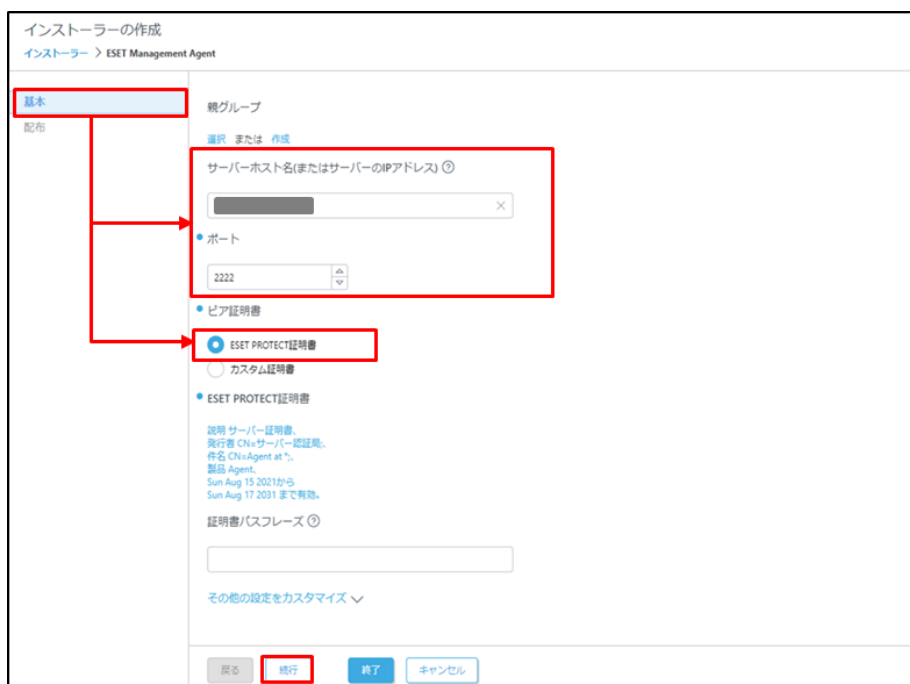 インストーラーの作成
インストーラー > ESET Management Agent
基本
配布
親グループ
選択 または 作成
サーバーホスト名(またはサーバーのIPアドレス) ?
ポート
2222
ピア証明書
ESET PROTECT証明書
カスタム証明書
ESET PROTECT証明書
説明 サーバー証明書、
発行者 CN=サーバー認証局;、
件名 CN=Agent at *;、
製品 Agent、
Sun Aug 15 2021から
Sun Aug 17 2031 まで有効。
証明書パスフレーズ ?
その他の設定をカスタマイズ
戻る 続行 終了 キャンセル